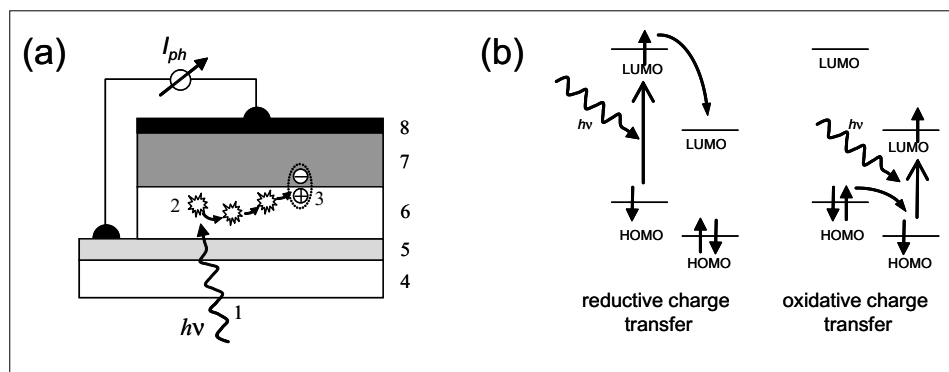 (a)
I_ph
8
7
2
3
6
5
4
1
hν
(b)
LUMO
hν
LUMO
HOMO
HOMO
reductive charge
transfer
LUMO
hν
LUMO
HOMO
HOMO
oxidative charge
transfer